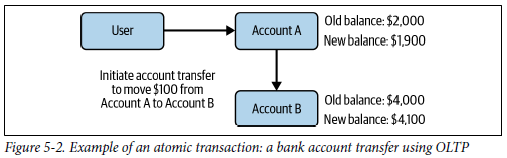 User
Account A
Old balance: $2,000
New balance: $1,900
Initiate account transfer
to move $100 from
Account A to Account B
Account B
Old balance: $4,000
New balance: $4,100
Figure 5-2. Example of an atomic transaction: a bank account transfer using OLTP